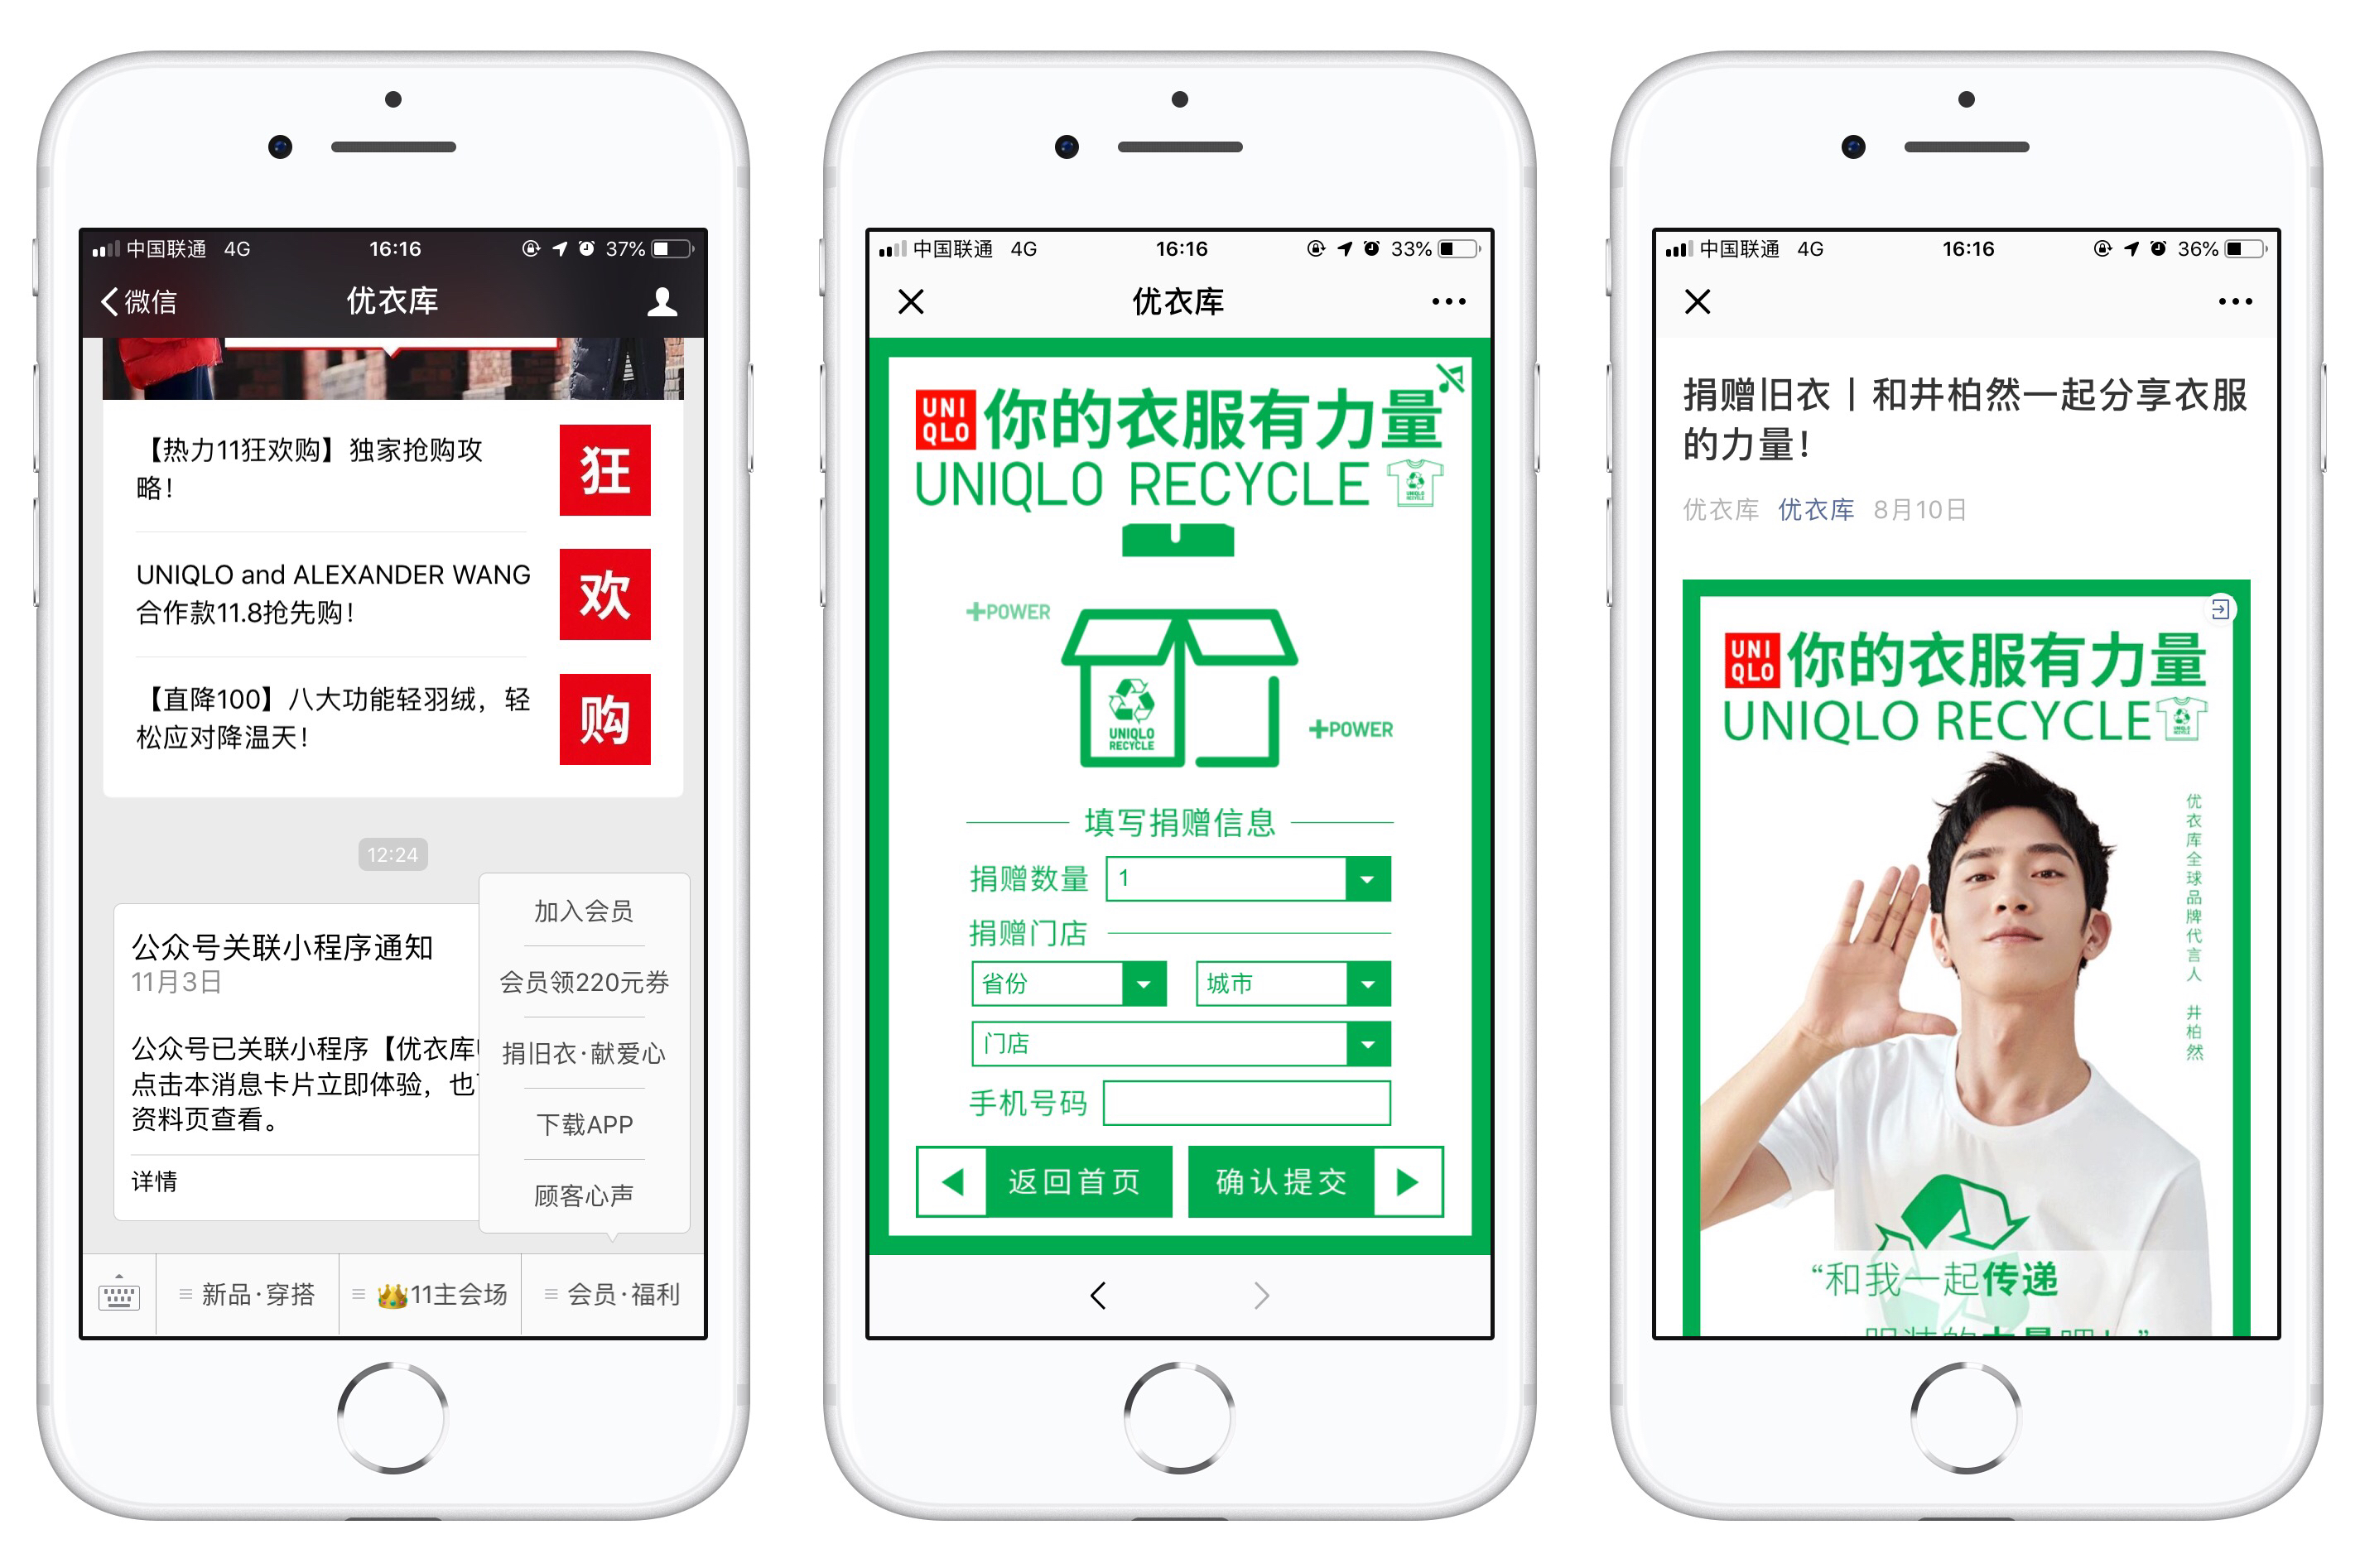 中国联通 4G 16:16 37%
微信 优衣库
【热力11狂欢购】独家抢购攻
略！
狂
UNIQLO and ALEXANDER WANG
合作款11.8抢先购！
欢
【直降100】八大功能轻羽绒，轻
松应对降温天！
购
12:24
公众号关联小程序通知
11月3日
公众号已关联小程序【优衣库
点击本消息卡片立即体验，也
资料页查看。
详情
加入会员
会员领220元券
捐旧衣·献爱心
下载APP
顾客心声
新品·穿搭
11主会场
会员·福利
中国联通 4G 16:16 33%
优衣库
UNI
QLO
你的衣服有力量
UNIQLO RECYCLE
+POWER
UNIQLO
RECYCLE
+POWER
填写捐赠信息
捐赠数量 1
捐赠门店
省份 城市
门店
手机号码
返回首页 确认提交
中国联通 4G 16:16 36%
捐赠旧衣丨和井柏然一起分享衣服
的力量！
优衣库 优衣库 8月10日
UNI
QLO
你的衣服有力量
UNIQLO RECYCLE
优衣库全球品牌代言人 井柏然
“和我一起传递
服装的力量吧！”